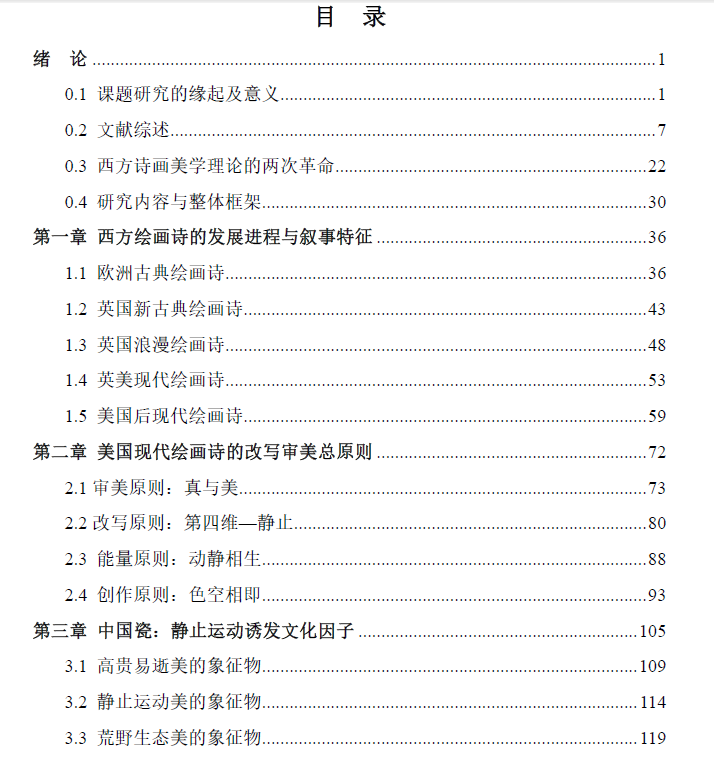 目 录
绪 论 1
0.1 课题研究的缘起及意义 1
0.2 文献综述 7
0.3 西方诗画美学理论的两次革命 22
0.4 研究内容与整体框架 30
第一章 西方绘画诗的发展进程与叙事特征 36
1.1 欧洲古典绘画诗 36
1.2 英国新古典绘画诗 43
1.3 英国浪漫绘画诗 48
1.4 英美现代绘画诗 53
1.5 美国后现代绘画诗 59
第二章 美国现代绘画诗的改写审美总原则 72
2.1 审美原则：真与美 73
2.2 改写原则：第四维—静止 80
2.3 能量原则：动静相生 88
2.4 创作原则：色空相即 93
第三章 中国瓷：静止运动诱发文化因子 105
3.1 高贵易逝美的象征物 109
3.2 静止运动美的象征物 114
3.3 荒野生态美的象征物 119